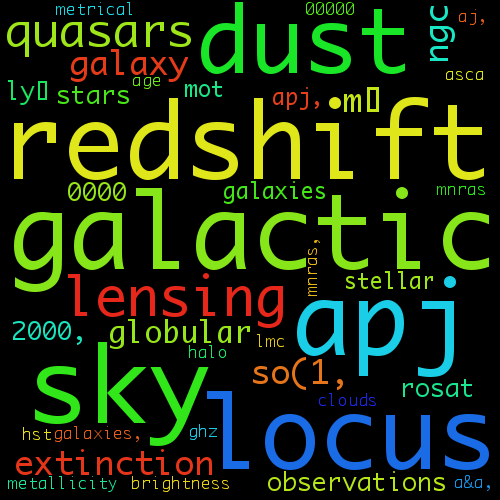 metrical
00000
aj,
quasars
dust
ngc
galaxy
asca
age
ly□
stars
mot
apj,
m□
redshift
0000
galaxies
mnras
galactic
mnras,
lensing
stellar
apj
2000,
globular
lmc
halo
sky
so(1,
rosat
clouds
locus
hst
galaxies,
ghz
extinction
observations
metallicity
brightness
a&a,